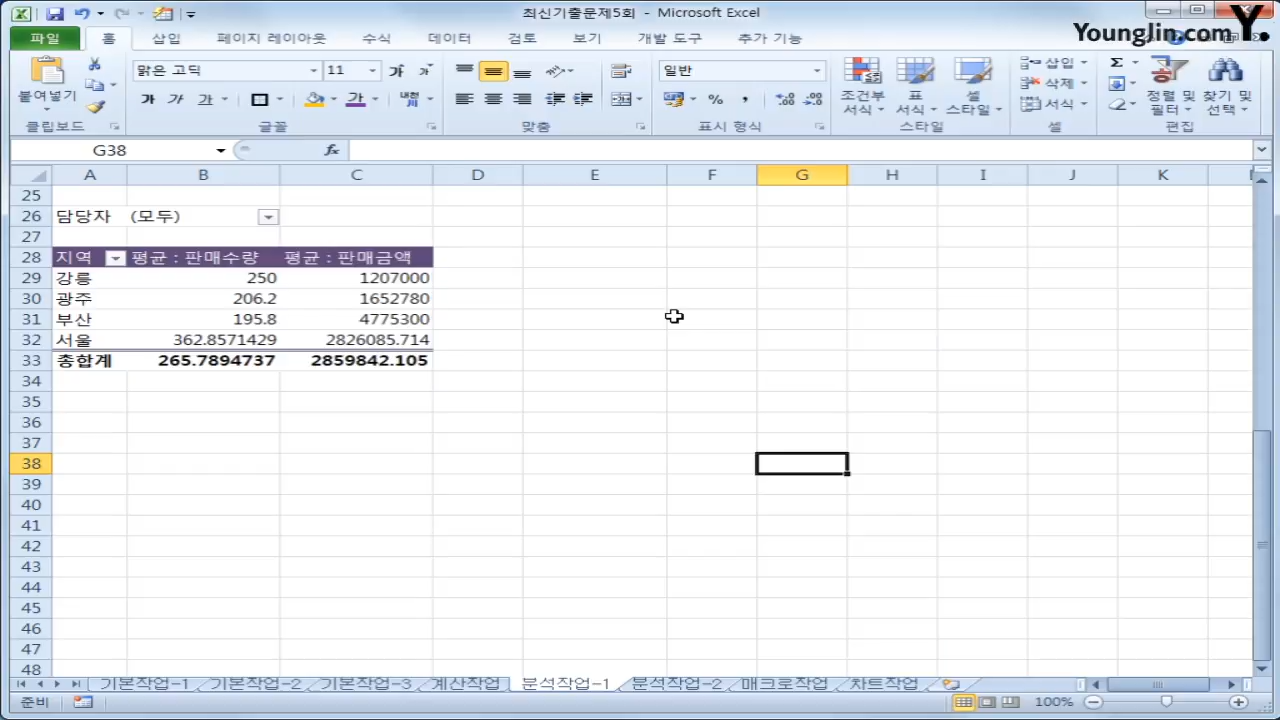 최신기출문제5회 - Microsoft Excel
Younglin.com Y.
파일 홈 삽입 페이지 레이아웃 수식 데이터 검토 보기 개발 도구 추가 기능
붙여넣기 맑은 고딕 11 가 가 일반 조건부 서식 표 서식 셀 스타일 삽입 삭제 서식 Σ 정렬 및 필터 찾기 및 선택
가 가 가 가 % ,
클립보드 글꼴 맞춤 표시 형식 스타일 셀 편집
G38 fx
A B C D E F G H I J K
25
26 담당자 (모두)
27
28 지역 평균 : 판매수량 평균 : 판매금액
29 강릉 250 1207000
30 광주 206.2 1652780
31 부산 195.8 4775300
32 서울 362.8571429 2826085.714
33 총합계 265.7894737 2859842.105
34
35
36
37
38
39
40
41
42
43
44
45
46
47
48
기본작업-1 기본작업-2 기본작업-3 계산작업 분석작업-1 분석작업-2 매크로작업 차트작업
준비 100%